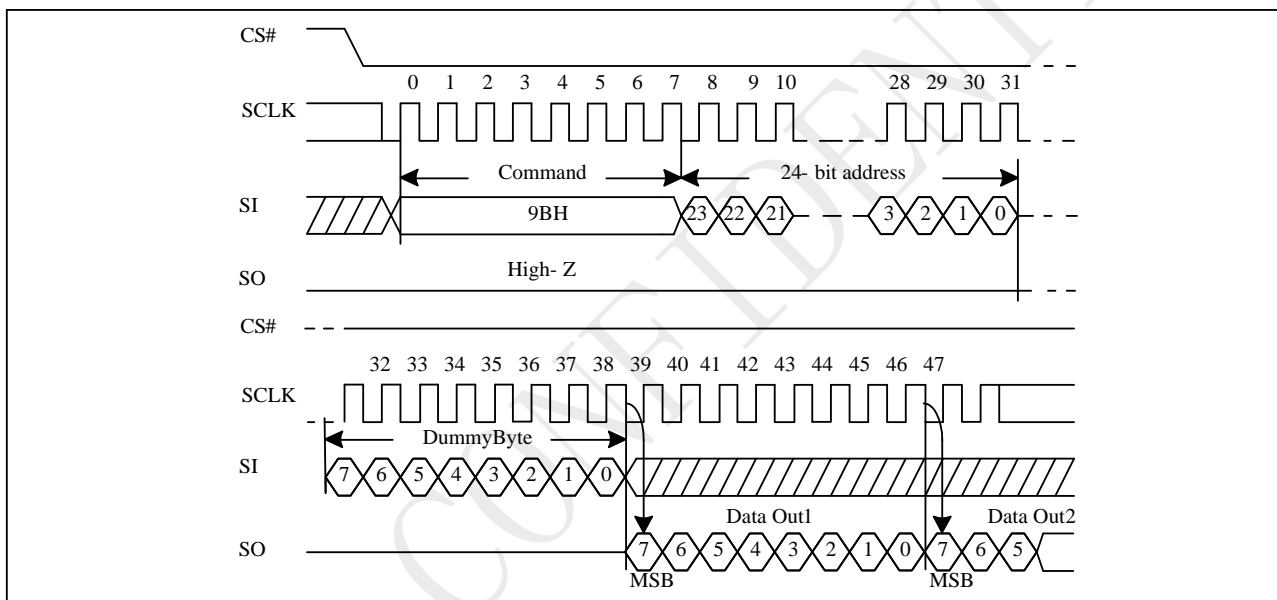 CS#
0 1 2 3 4 5 6 7 8 9 10 28 29 30 31
SCLK
Command 24- bit address
SI 9BH 23 22 21 3 2 1 0
SO High- Z
CS#
32 33 34 35 36 37 38 39 40 41 42 43 44 45 46 47
SCLK
DummyByte
SI 7 6 5 4 3 2 1 0
Data Out1 Data Out2
SO 7 6 5 4 3 2 1 0 7 6 5
MSB MSB
CONFIDENT